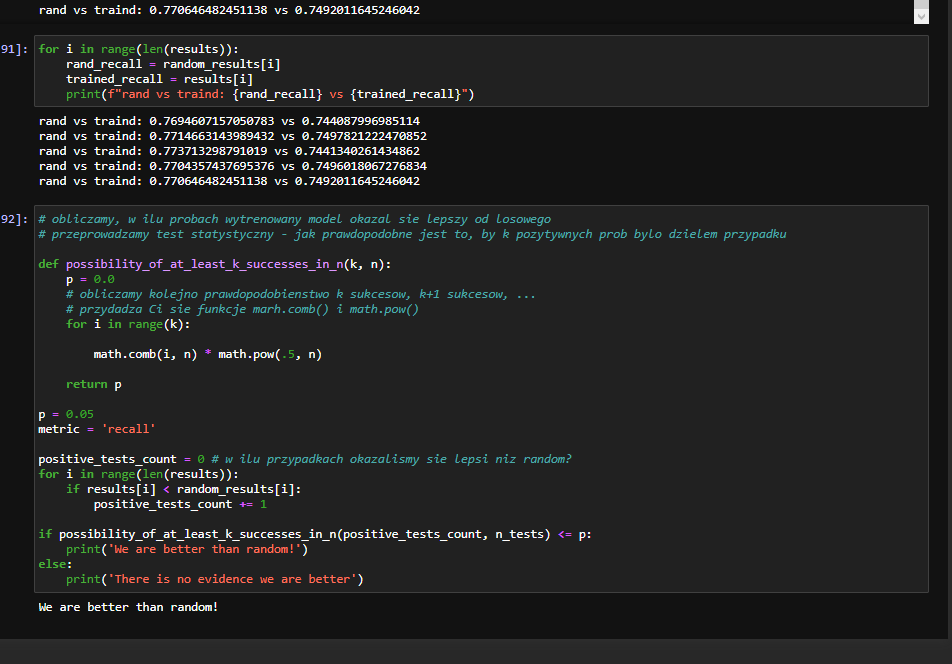 rand vs traind: 0.770646482451138 vs 0.7492011645246042
91]: for i in range(len(results)):
rand_recall = random_results[i]
trained_recall = results[i]
print(f"rand vs traind: {rand_recall} vs {trained_recall}")
rand vs traind: 0.7694607157050783 vs 0.744087996985114
rand vs traind: 0.7714663143989432 vs 0.7497821222470852
rand vs traind: 0.773713298791019 vs 0.7441340261434862
rand vs traind: 0.7704357437695376 vs 0.7496018067276834
rand vs traind: 0.770646482451138 vs 0.7492011645246042
92]: # obliczamy, w ilu probach wytrenowany model okazal sie lepszy od losowego
# przeprowadzamy test statystyczny - jak prawdopodobne jest to, by k pozytywnych prob bylo dzielem przypadku
def possibility_of_at_least_k_successes_in_n(k, n):
p = 0.0
# obliczamy kolejno prawdopodobienstwo k sukcesow, k+1 sukcesow, ...
# przydadza Ci sie funkcje marh.comb() i math.pow()
for i in range(k):
math.comb(i, n) * math.pow(.5, n)
return p
p = 0.05
metric = 'recall'
positive_tests_count = 0 # w ilu przypadkach okazalismy sie lepsi niz random?
for i in range(len(results)):
if results[i] < random_results[i]:
positive_tests_count += 1
if possibility_of_at_least_k_successes_in_n(positive_tests_count, n_tests) <= p:
print('We are better than random!')
else:
print('There is no evidence we are better')
We are better than random!